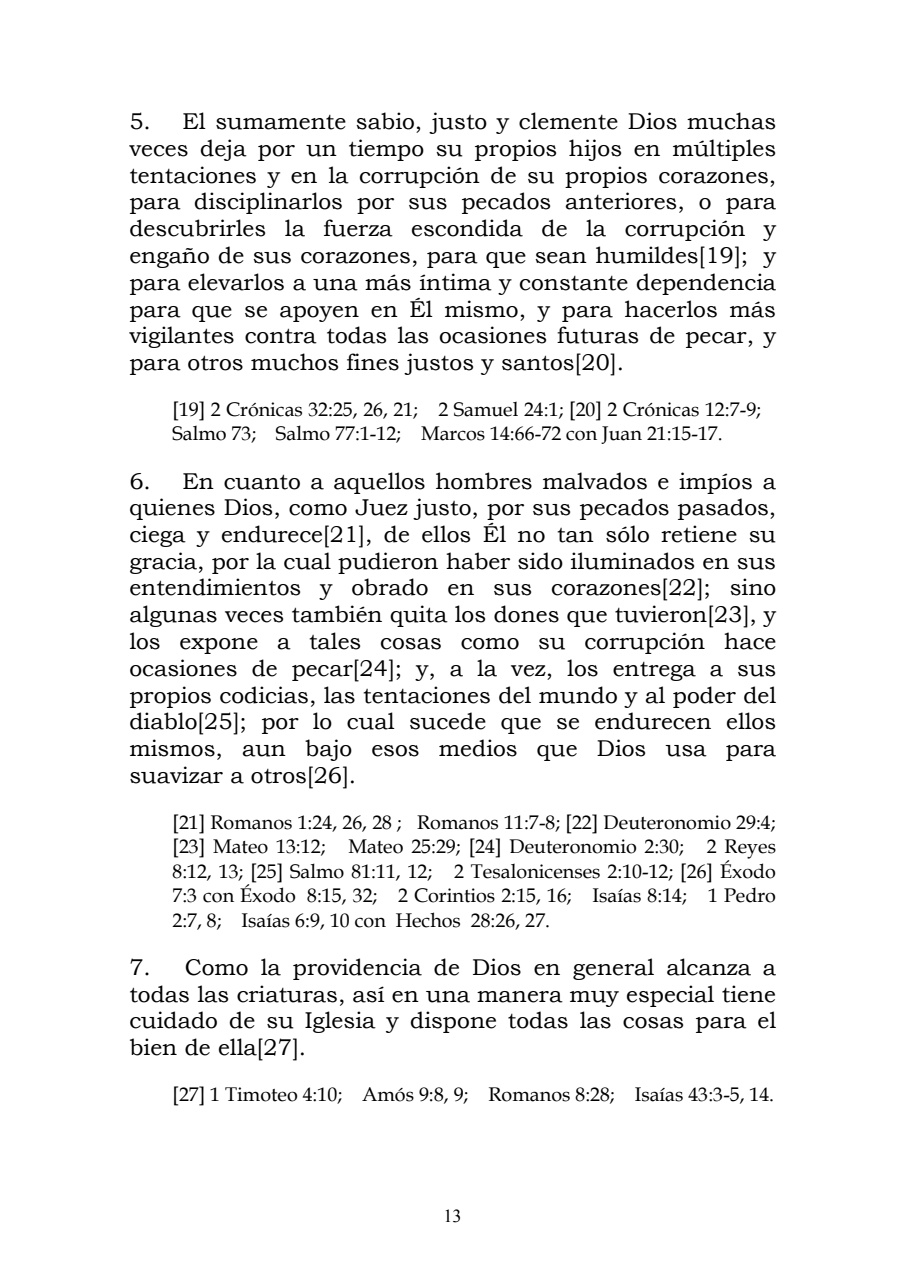 5. El sumamente sabio, justo y clemente Dios muchas
veces deja por un tiempo su propios hijos en múltiples
tentaciones y en la corrupción de su propios corazones,
para disciplinarlos por sus pecados anteriores, o para
descubrirles la fuerza escondida de la corrupción y
engaño de sus corazones, para que sean humildes[19]; y
para elevarlos a una más íntima y constante dependencia
para que se apoyen en Él mismo, y para hacerlos más
vigilantes contra todas las ocasiones futuras de pecar, y
para otros muchos fines justos y santos[20].
[19] 2 Crónicas 32:25, 26, 21; 2 Samuel 24:1; [20] 2 Crónicas 12:7-9;
Salmo 73; Salmo 77:1-12; Marcos 14:66-72 con Juan 21:15-17.
6. En cuanto a aquellos hombres malvados e impíos a
quienes Dios, como Juez justo, por sus pecados pasados,
ciega y endurece[21], de ellos Él no tan sólo retiene su
gracia, por la cual pudieron haber sido iluminados en sus
entendimientos y obrado en sus corazones[22]; sino
algunas veces también quita los dones que tuvieron[23], y
los expone a tales cosas como su corrupción hace
ocasiones de pecar[24]; y, a la vez, los entrega a sus
propios codicias, las tentaciones del mundo y al poder del
diablo[25]; por lo cual sucede que se endurecen ellos
mismos, aun bajo esos medios que Dios usa para
suavizar a otros[26].
[21] Romanos 1:24, 26, 28 ; Romanos 11:7-8; [22] Deuteronomio 29:4;
[23] Mateo 13:12; Mateo 25:29; [24] Deuteronomio 2:30; 2 Reyes
8:12, 13; [25] Salmo 81:11, 12; 2 Tesalonicenses 2:10-12; [26] Éxodo
7:3 con Éxodo 8:15, 32; 2 Corintios 2:15, 16; Isaías 8:14; 1 Pedro
2:7, 8; Isaías 6:9, 10 con Hechos 28:26, 27.
7. Como la providencia de Dios en general alcanza a
todas las criaturas, así en una manera muy especial tiene
cuidado de su Iglesia y dispone todas las cosas para el
bien de ella[27].
[27] 1 Timoteo 4:10; Amós 9:8, 9; Romanos 8:28; Isaías 43:3-5, 14.
13